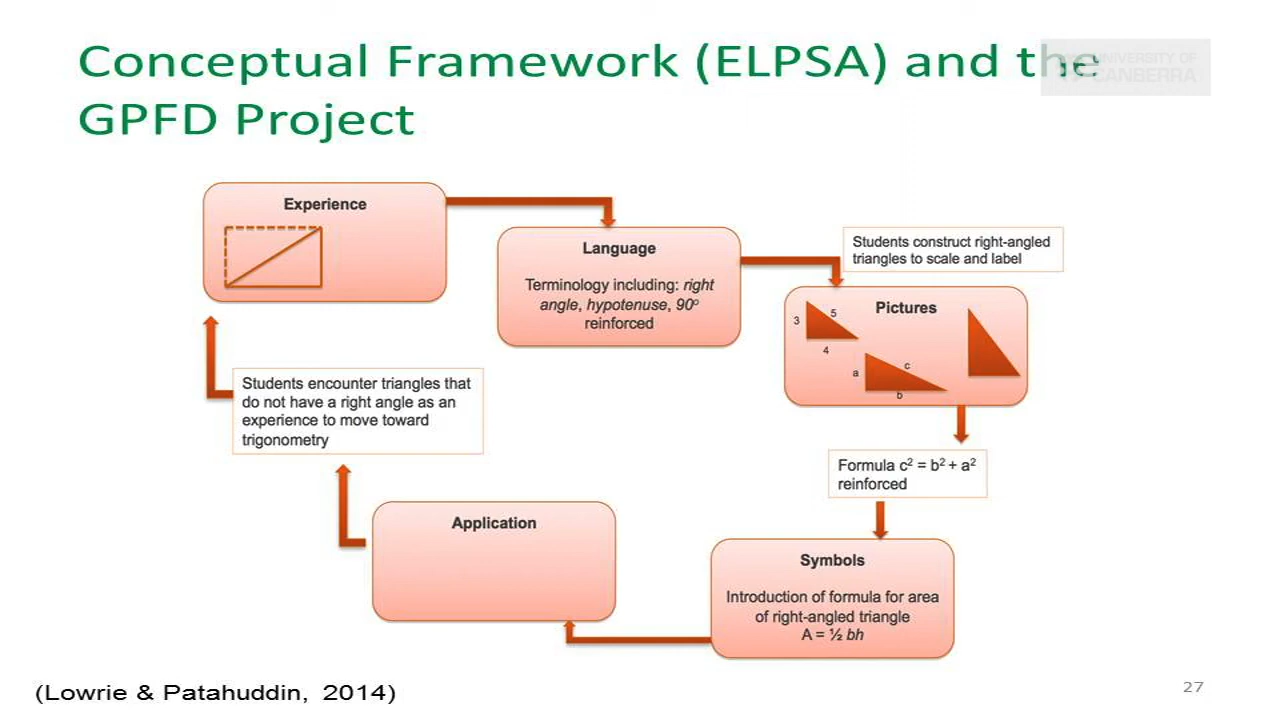 Conceptual Framework (ELPSA) and the
GPFD Project
UNIVERSITY OF
CANBERRA
Experience
Language
Terminology including: right
angle, hypotenuse, 90º
reinforced
Students construct right-angled
triangles to scale and label
Pictures
3
5
4
a
c
b
Formula c² = b² + a²
reinforced
Symbols
Introduction of formula for area
of right-angled triangle
A = ½ bh
Application
Students encounter triangles that
do not have a right angle as an
experience to move toward
trigonometry
(Lowrie & Patahuddin, 2014)
27